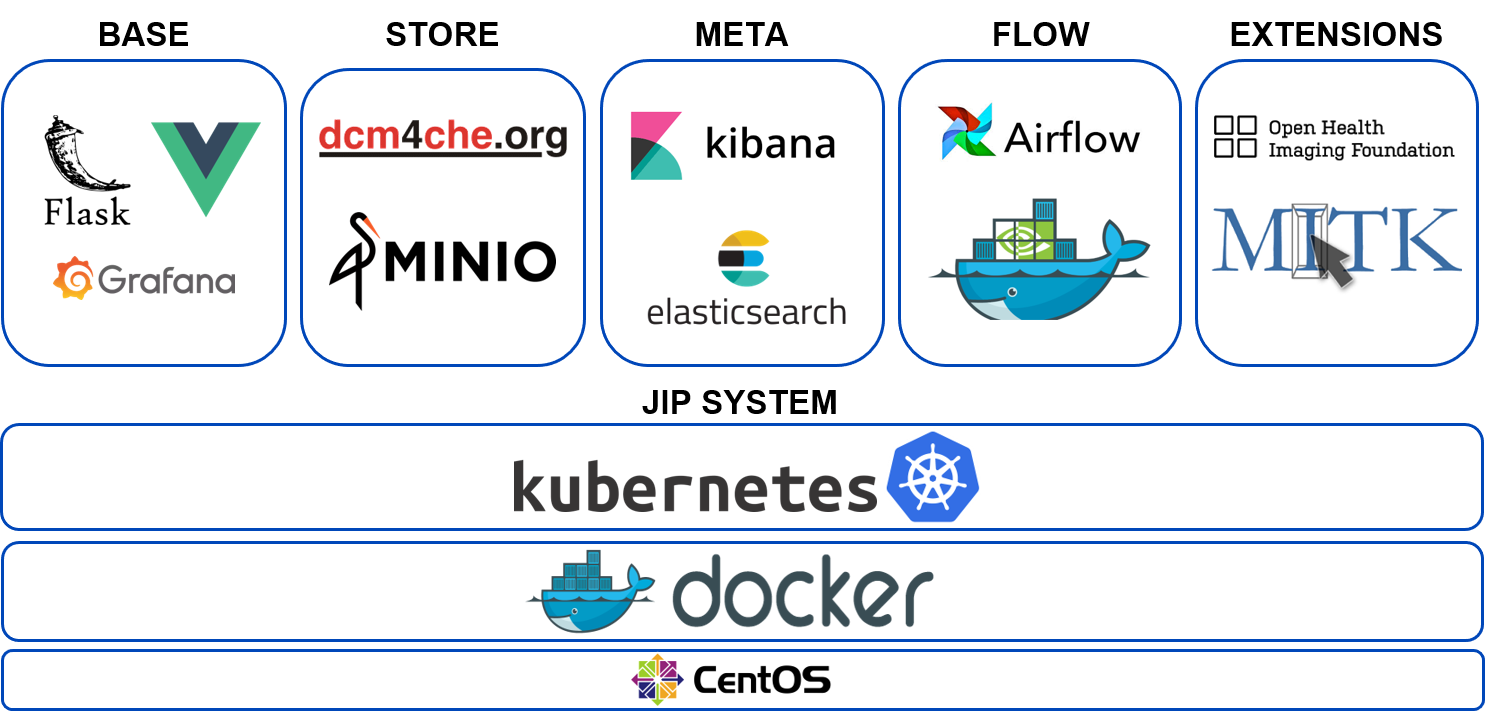 BASE
STORE
META
FLOW
EXTENSIONS
Flask
Grafana
dcm4che.org
MINIO
kibana
elasticsearch
Airflow
Open Health
Imaging Foundation
MITK
JIP SYSTEM
kubernetes
docker
CentOS